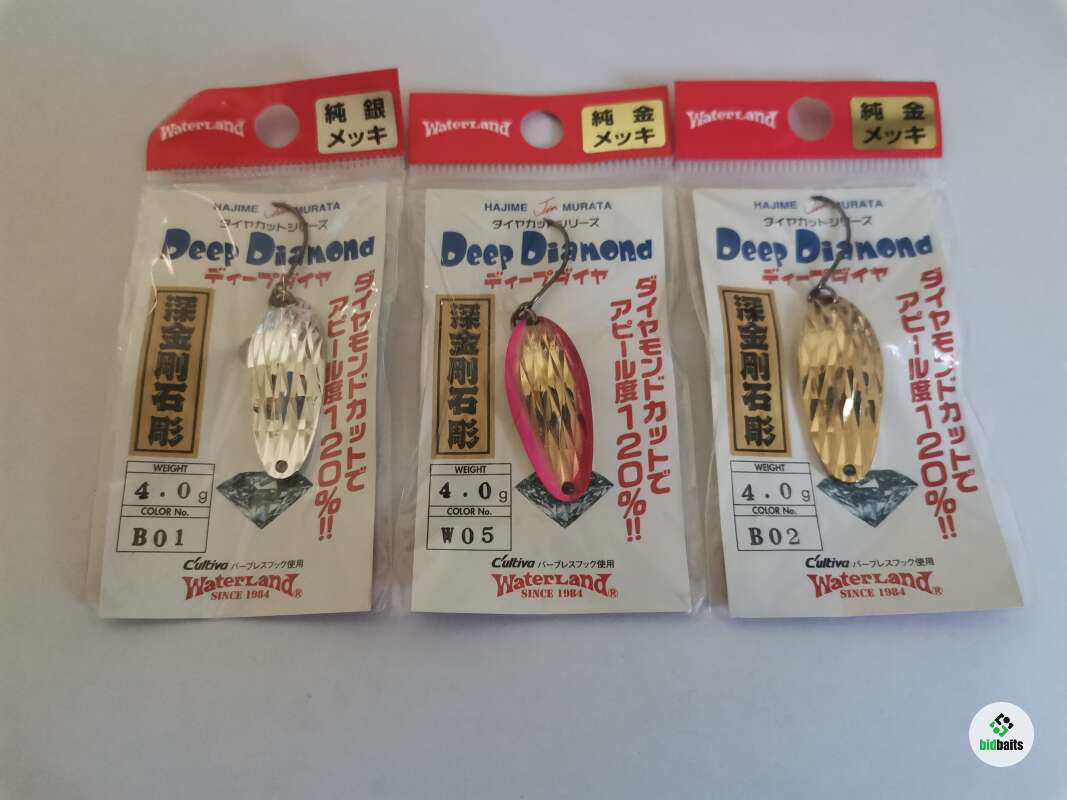 WATERLAND
純銀
メッキ
HAJIME Jim MURATA
ダイヤカットシリーズ
Deep Diamond
ディープダイヤ
深金剛石彫
ダイヤモンドカットで
アピール度120%!!
WEIGHT
4.0g
COLOR No.
B01
C'ultiva バーブレスフック使用
WATERLAND®
SINCE 1984
WATERLAND
純金
メッキ
HAJIME Jim MURATA
ダイヤカットシリーズ
Deep Diamond
ディープダイヤ
深金剛石彫
ダイヤモンドカットで
アピール度120%!!
WEIGHT
4.0g
COLOR No.
W05
C'ultiva バーブレスフック使用
WATERLAND®
SINCE 1984
WATERLAND
純金
メッキ
HAJIME Jim MURATA
ダイヤカットシリーズ
Deep Diamond
ディープダイヤ
深金剛石彫
ダイヤモンドカットで
アピール度120%!!
WEIGHT
4.0g
COLOR No.
B02
C'ultiva バーブレスフック使用
WATERLAND®
SINCE 1984
bidbaits